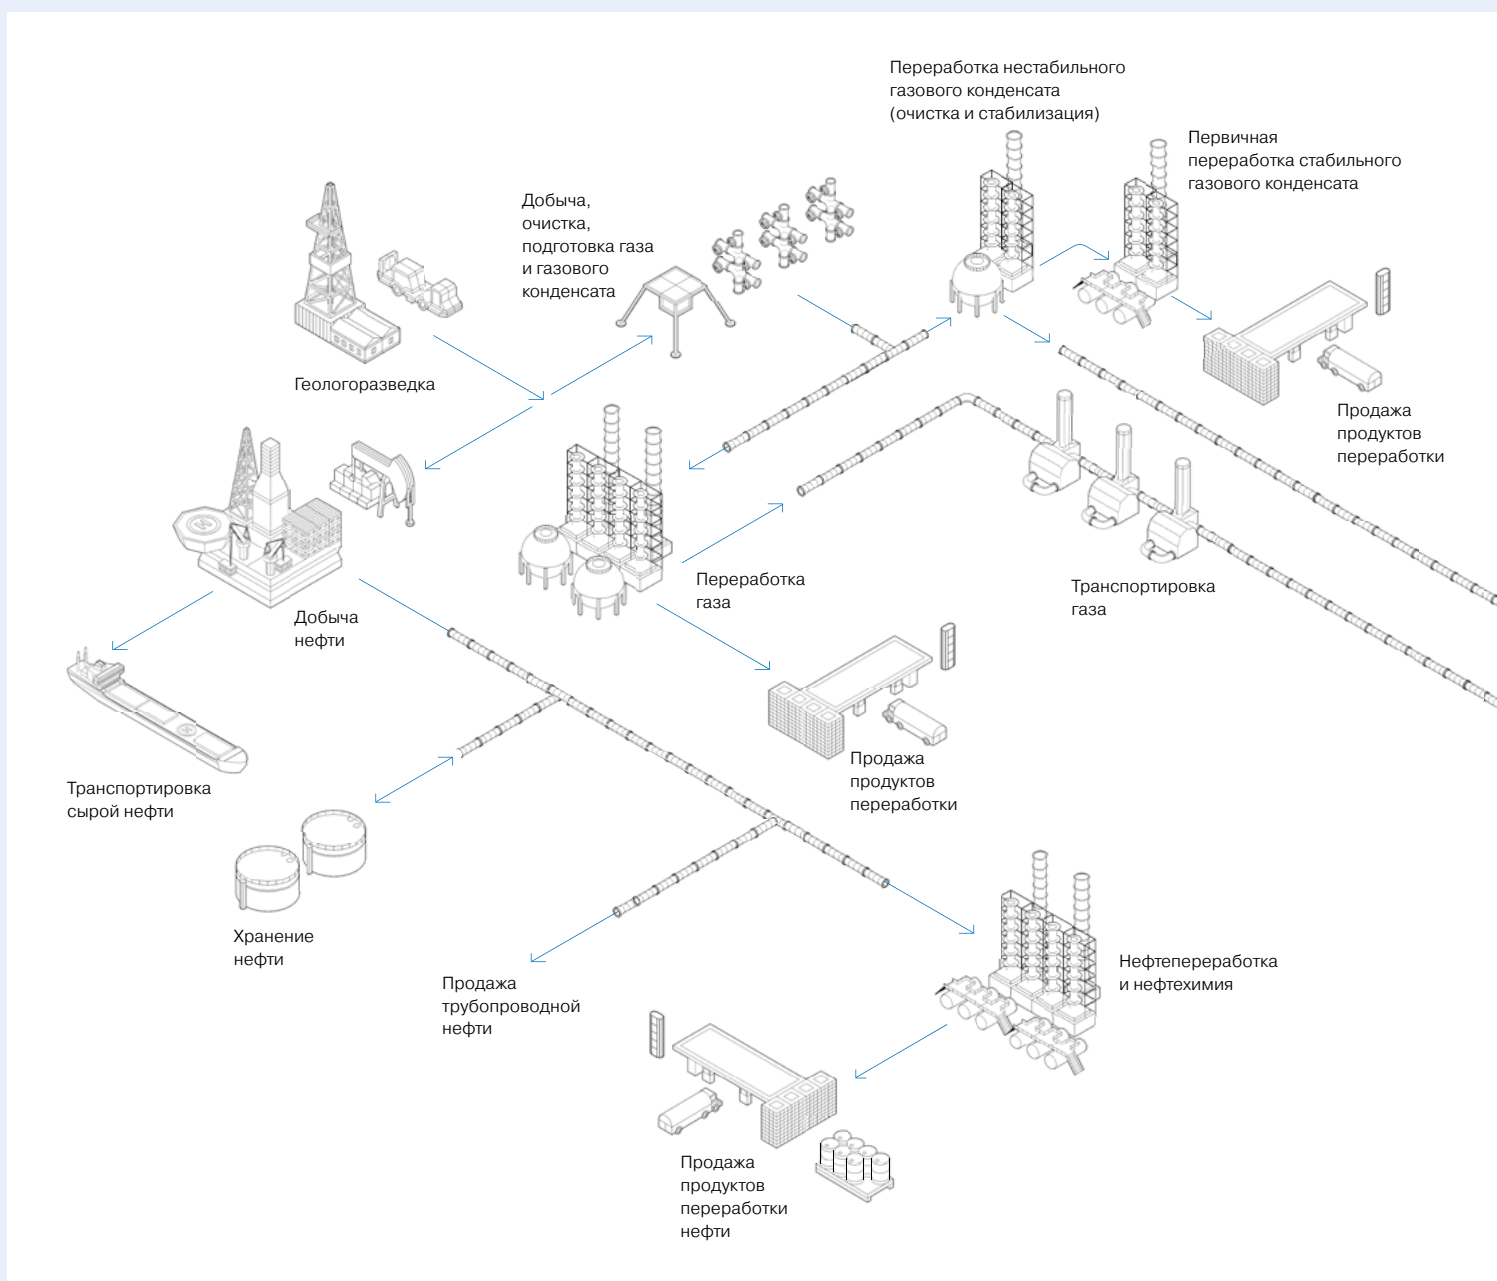 Переработка нестабильного
газового конденсата
(очистка и стабилизация)
Первичная
переработка стабильного
газового конденсата
Добыча,
очистка,
подготовка газа
и газового
конденсата
Геологоразведка
Продажа
продуктов
переработки
Переработка
газа
Транспортировка
газа
Добыча
нефти
Транспортировка
сырой нефти
Продажа
продуктов
переработки
Хранение
нефти
Продажа
трубопроводной
нефти
Нефтепереработка
и нефтехимия
Продажа
продуктов
переработки
нефти